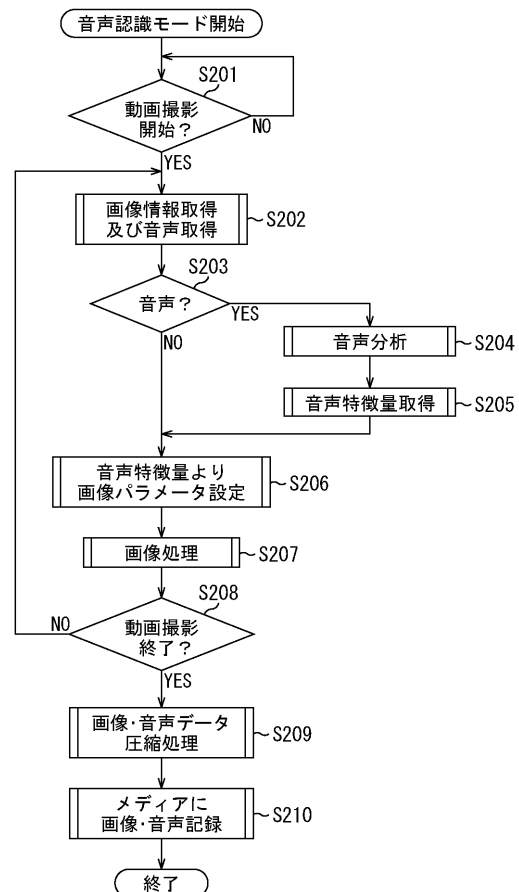 音声認識モード開始
S201
動画撮影
開始？
NO
YES
画像情報取得
及び音声取得
S202
S203
音声？
YES
NO
音声分析
S204
音声特徴量取得
S205
音声特徴量より
画像パラメータ設定
S206
画像処理
S207
S208
動画撮影
終了？
NO
YES
画像・音声データ
圧縮処理
S209
メディアに
画像・音声記録
S210
終了